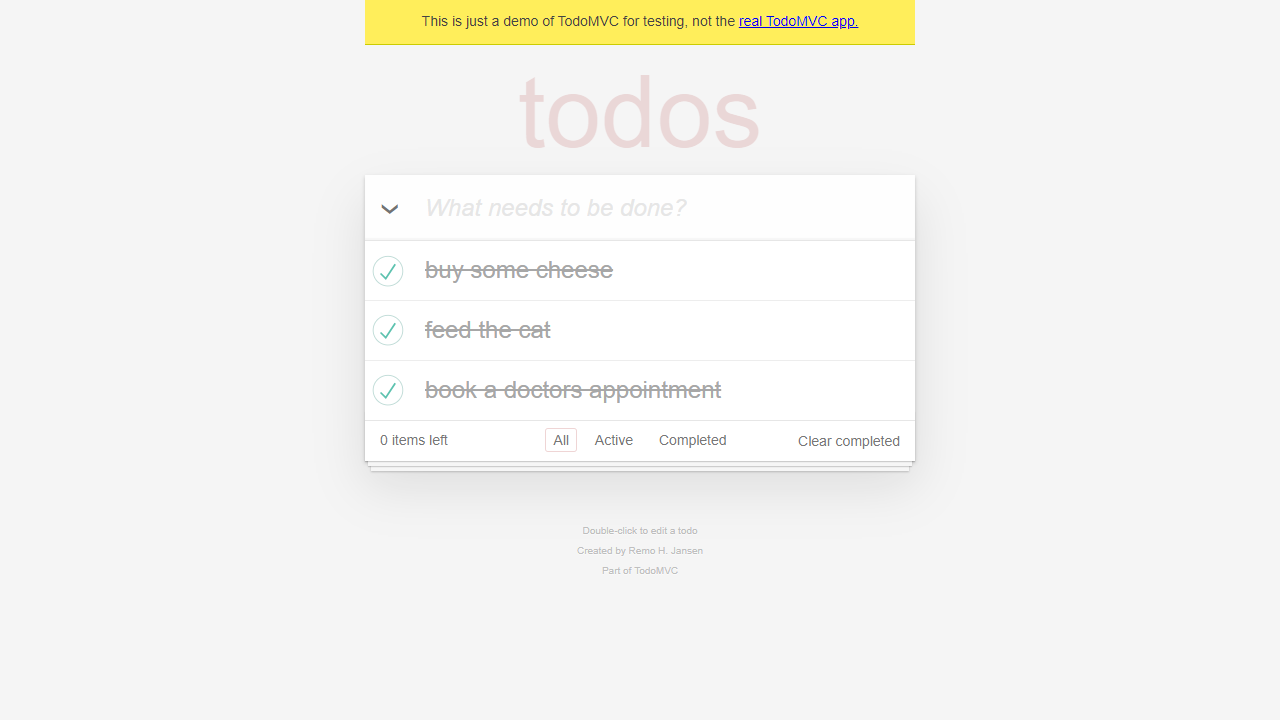 This is just a demo of TodoMVC for testing, not the real TodoMVC app.
todos
What needs to be done?
buy some cheese
feed the cat
book a doctors appointment
0 items left All Active Completed Clear completed
Double-click to edit a todo
Created by Remo H. Jansen
Part of TodoMVC